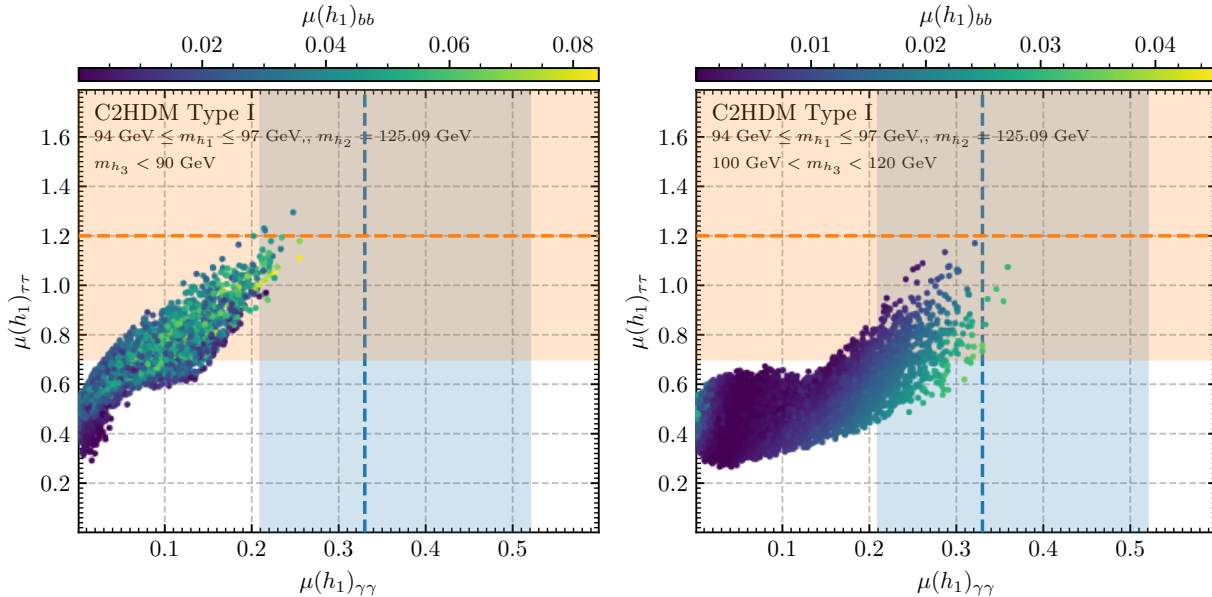 μ(h₁)bb
0.02 0.04 0.06 0.08
C2HDM Type I
94 GeV ≤ mh₁ ≤ 97 GeV,, mh₂ = 125.09 GeV
mh₃ < 90 GeV
μ(h₁)ττ
1.6
1.4
1.2
1.0
0.8
0.6
0.4
0.2
0.1 0.2 0.3 0.4 0.5
μ(h₁)γγ
μ(h₁)bb
0.01 0.02 0.03 0.04
C2HDM Type I
94 GeV ≤ mh₁ ≤ 97 GeV,, mh₂ = 125.09 GeV
100 GeV < mh₃ < 120 GeV
μ(h₁)ττ
1.6
1.4
1.2
1.0
0.8
0.6
0.4
0.2
0.1 0.2 0.3 0.4 0.5
μ(h₁)γγ